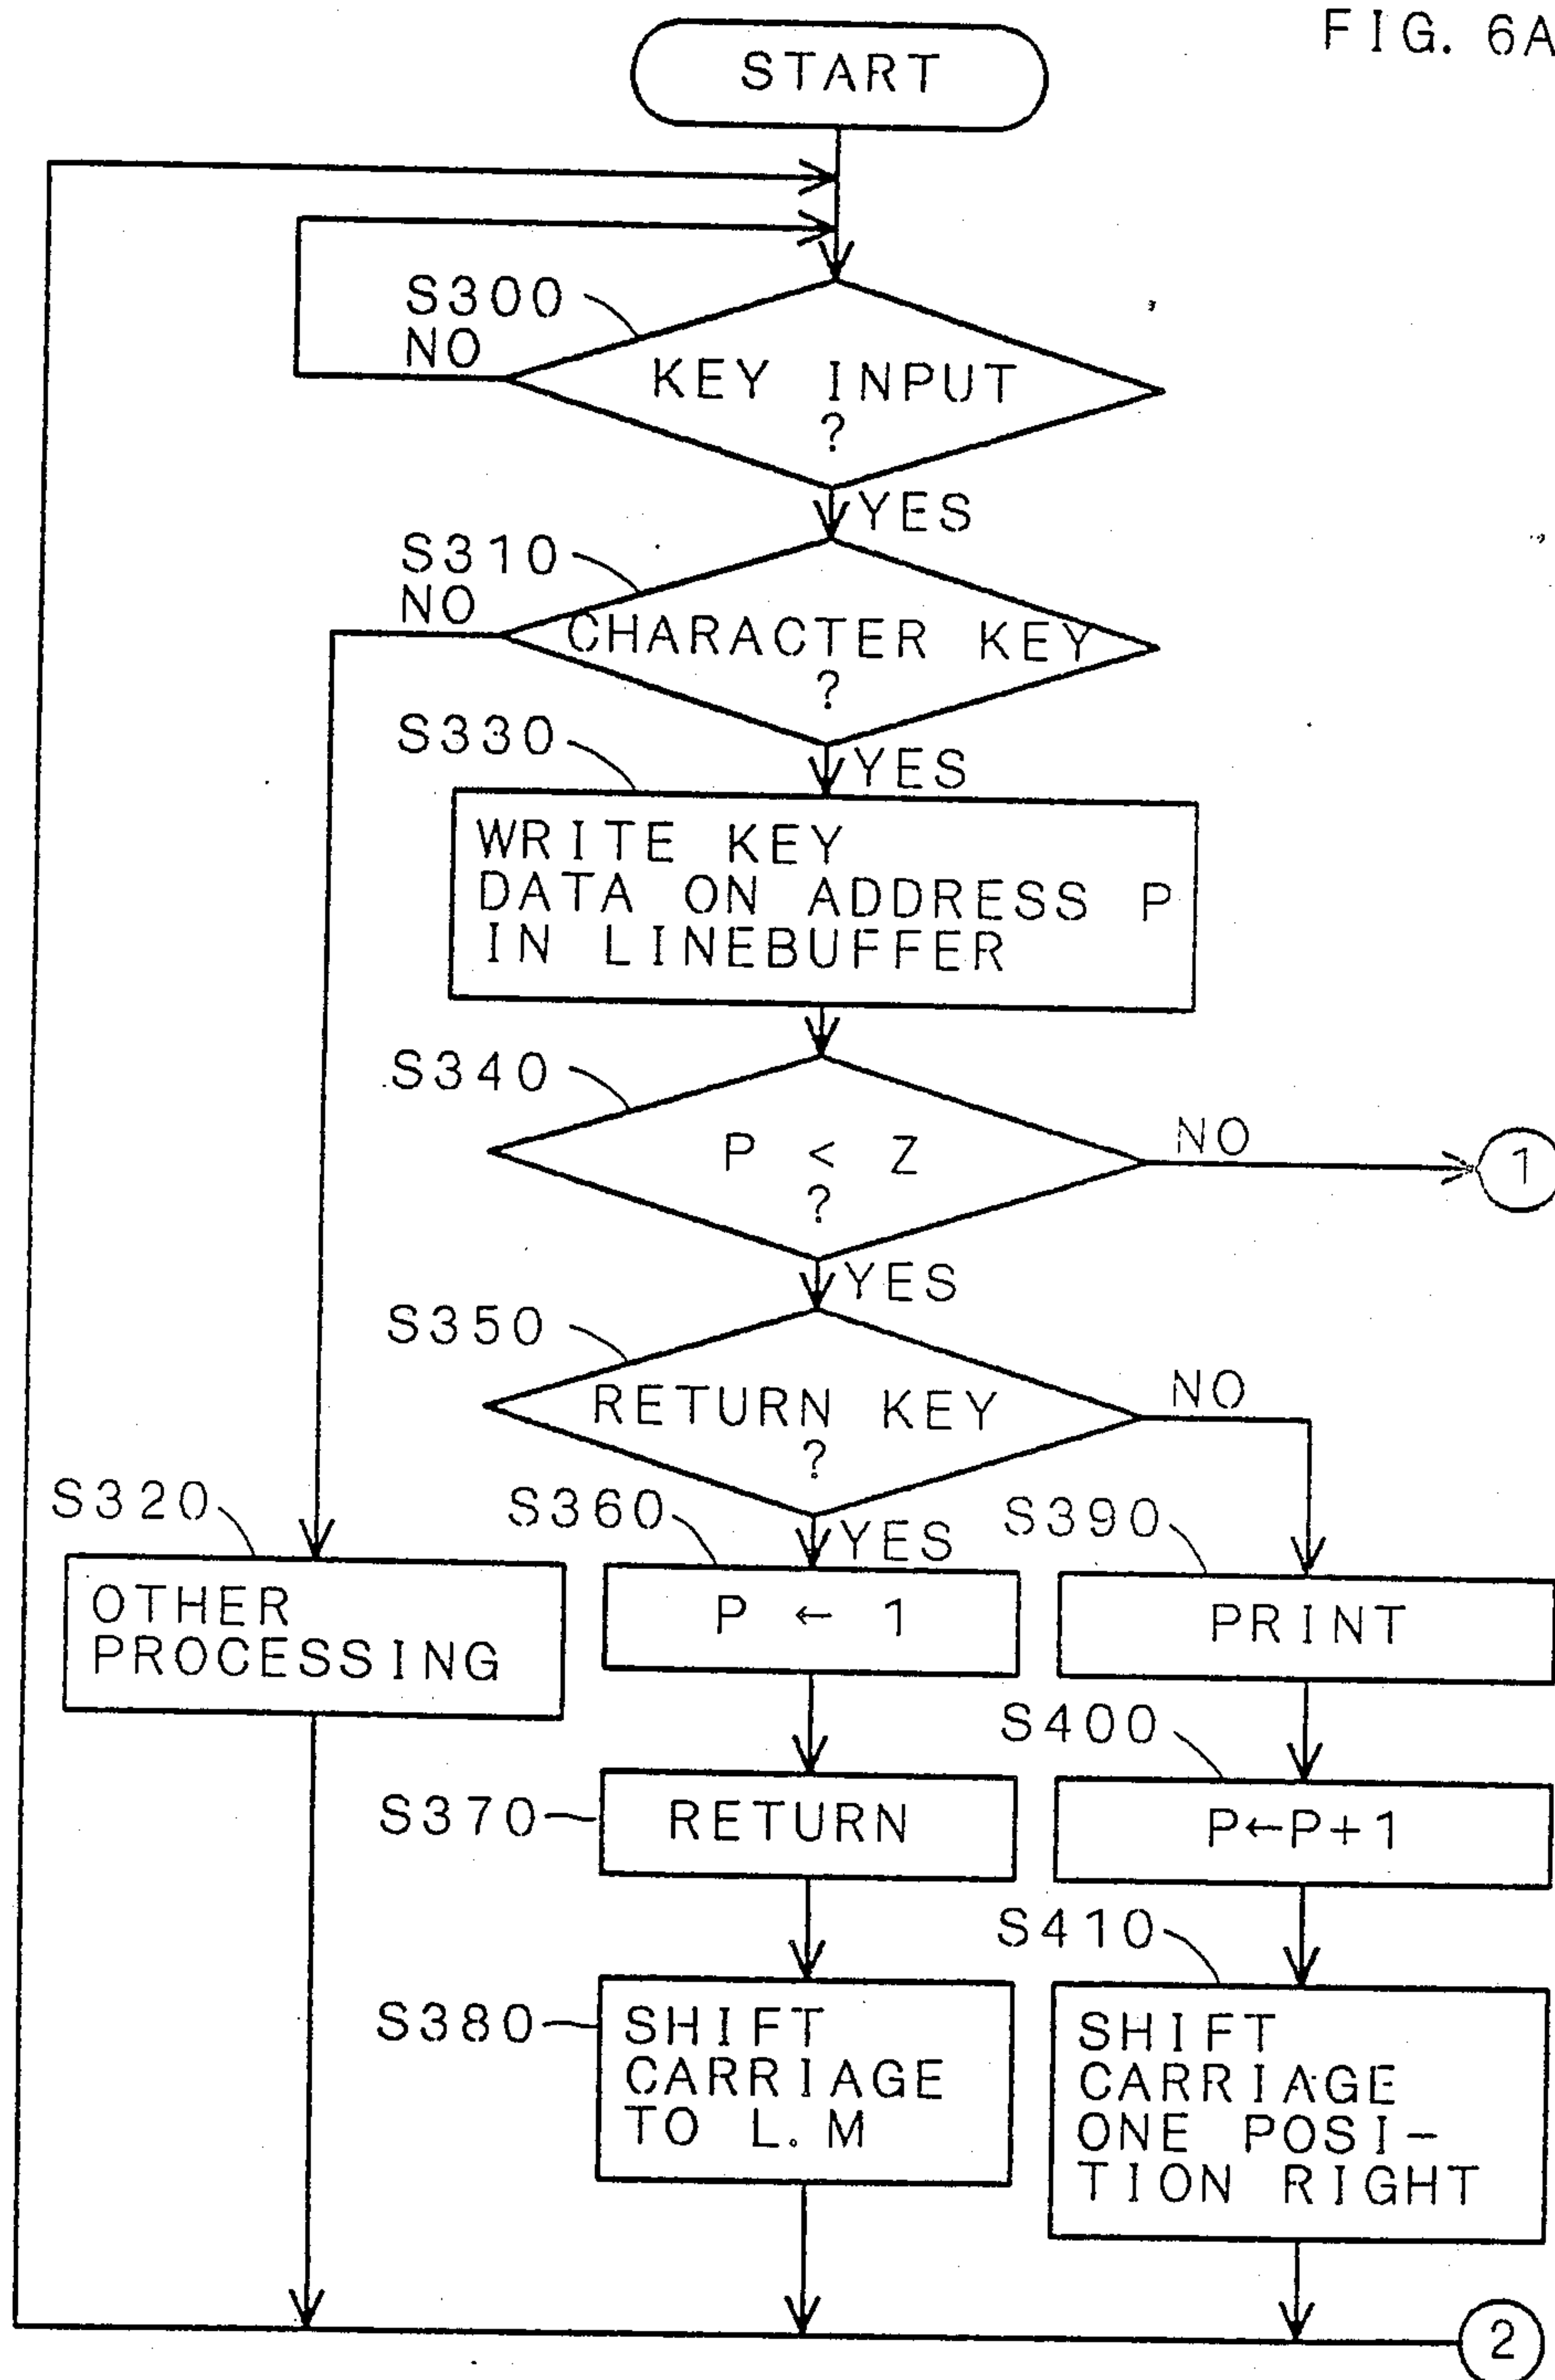 FIG. 6A
START
S300
NO
KEY INPUT
?
YES
S310
NO
CHARACTER KEY
?
YES
S330
WRITE KEY
DATA ON ADDRESS P
IN LINEBUFFER
S340
P < Z
?
NO
1
YES
S350
RETURN KEY
?
NO
YES
S320
OTHER
PROCESSING
S360
P ← 1
S390
PRINT
S370
RETURN
S400
P←P+1
S380
SHIFT
CARRIAGE
TO L.M
S410
SHIFT
CARRIAGE
ONE POSI-
TION RIGHT
2